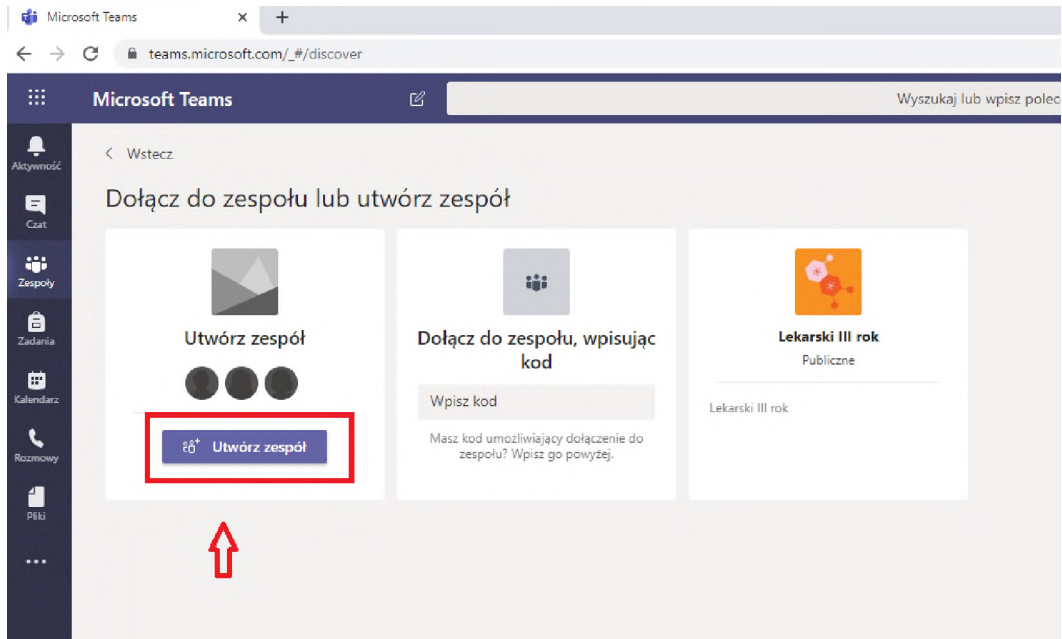 Microsoft Teams
teams.microsoft.com/_#/discover
Microsoft Teams
Wyszukaj lub wpisz polec
Aktywność
Czat
Zespoły
Zadania
Kalendarz
Rozmowy
Pliki
Wstecz
Dołącz do zespołu lub utwórz zespół
Utwórz zespół
Utwórz zespół
Dołącz do zespołu, wpisując
kod
Wpisz kod
Masz kod umożliwiający dołączenie do
zespołu? Wpisz go powyżej.
Lekarski III rok
Publiczne
Lekarski III rok